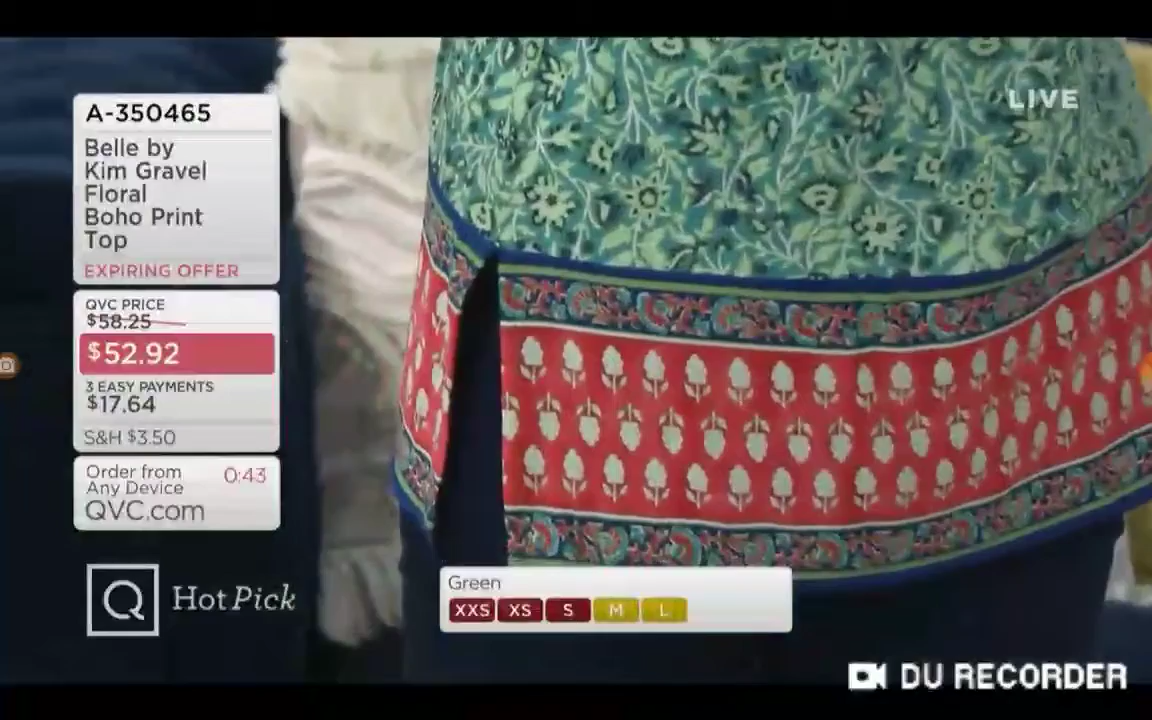 A-350465
Belle by
Kim Gravel
Floral
Boho Print
Top
EXPIRING OFFER
QVC PRICE
$58.25
$52.92
3 EASY PAYMENTS
$17.64
S&H $3.50
Order from
Any Device
0:43
QVC.com
Q HotPick
LIVE
Green
XXS XS S M L
DU RECORDER